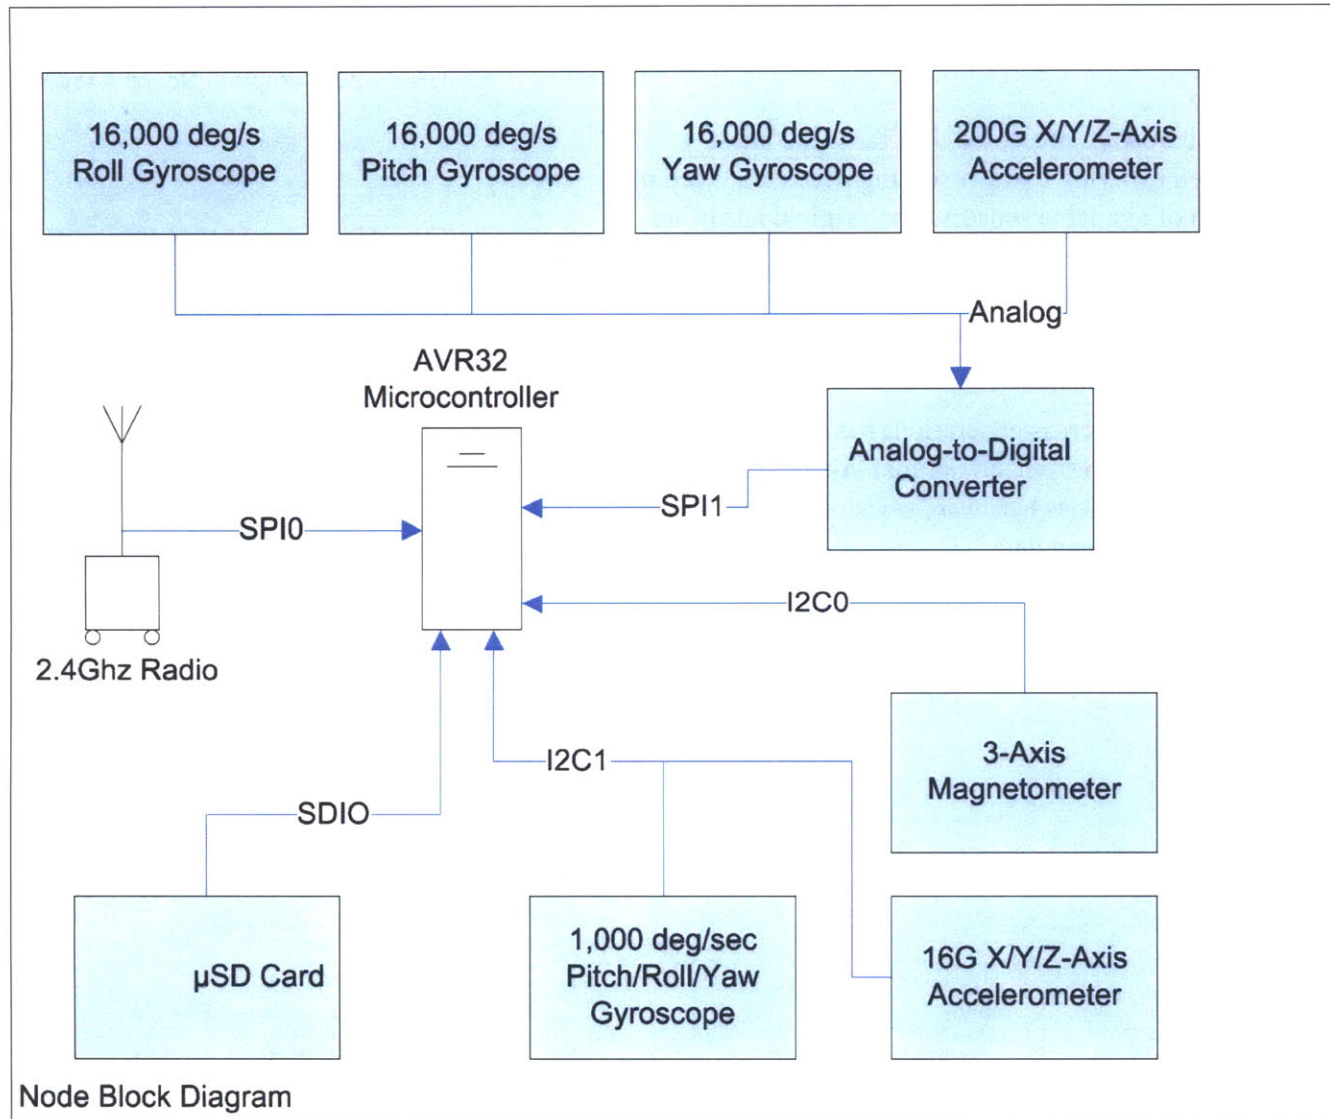 16,000 deg/s
Roll Gyroscope
16,000 deg/s
Pitch Gyroscope
16,000 deg/s
Yaw Gyroscope
200G X/Y/Z-Axis
Accelerometer
Analog
AVR32
Microcontroller
Analog-to-Digital
Converter
SPI1
SPI0
I2C0
2.4Ghz Radio
3-Axis
Magnetometer
I2C1
SDIO
µSD Card
1,000 deg/sec
Pitch/Roll/Yaw
Gyroscope
16G X/Y/Z-Axis
Accelerometer
Node Block Diagram